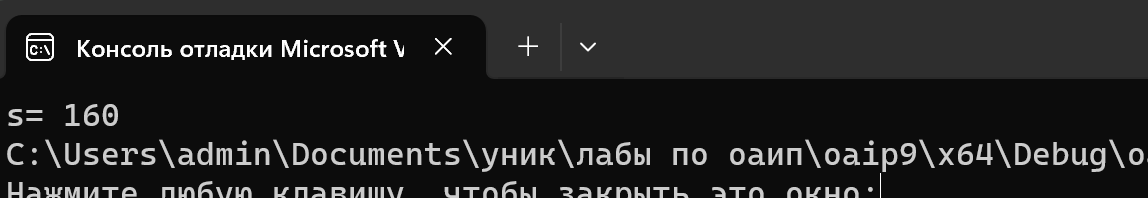 Консоль отладки Microsoft V
s= 160
C:\Users\admin\Documents\уник\лабы по оаип\oaip9\x64\Debug\o
Нажмите любую клавишу, чтобы закрыть это окно: